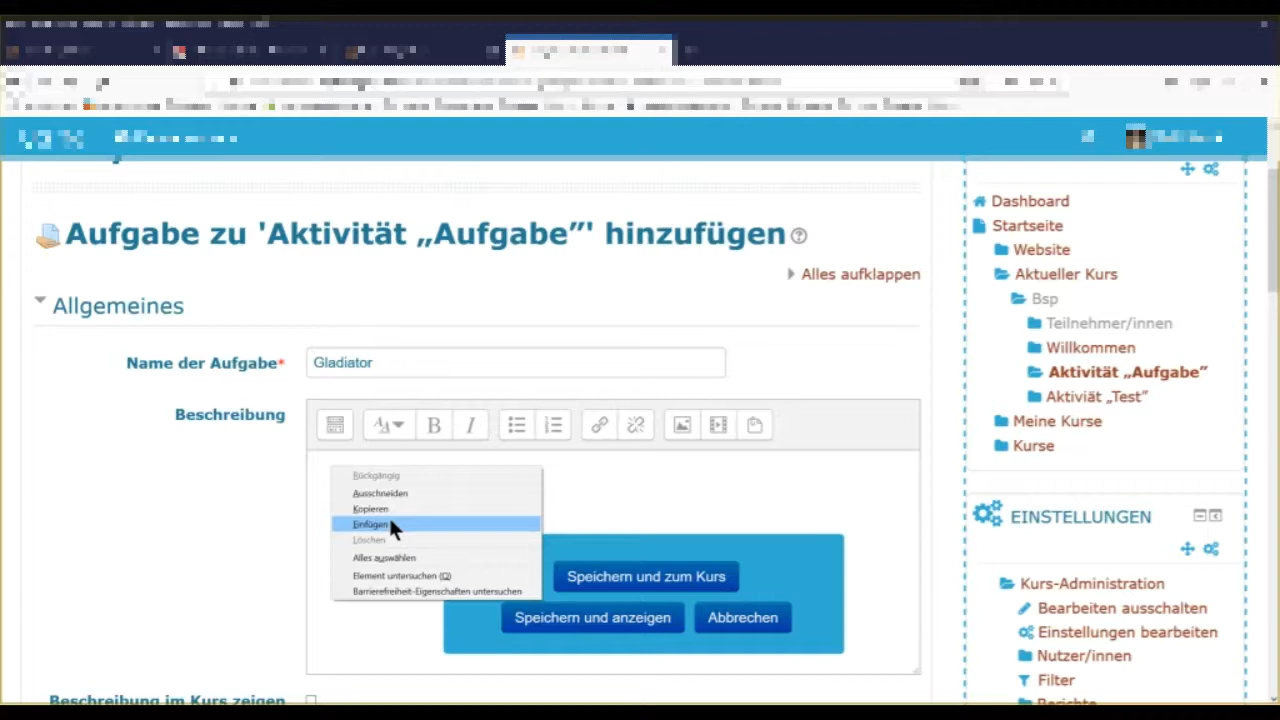 Aufgabe zu 'Aktivität „Aufgabe”' hinzufügen
Alles aufklappen
Allgemeines
Name der Aufgabe*
Gladiator
Beschreibung
Rückgängig
Ausschneiden
Kopieren
Einfügen
Löschen
Alles auswählen
Element untersuchen (Q)
Barrierefreiheit-Eigenschaften untersuchen
Speichern und zum Kurs
Speichern und anzeigen
Abbrechen
Beschreibung im Kurs zeigen
Dashboard
Startseite
Website
Aktueller Kurs
Bsp
Teilnehmer/innen
Willkommen
Aktivität „Aufgabe”
Aktiviät „Test”
Meine Kurse
Kurse
EINSTELLUNGEN
Kurs-Administration
Bearbeiten ausschalten
Einstellungen bearbeiten
Nutzer/innen
Filter
Berichte